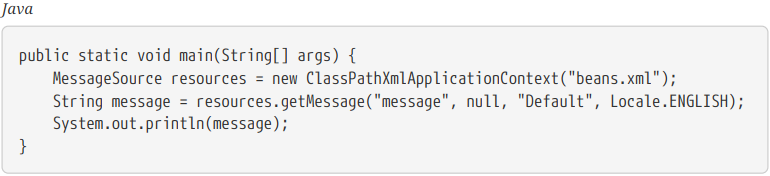 Java
public static void main(String[] args) {
    MessageSource resources = new ClassPathXmlApplicationContext("beans.xml");
    String message = resources.getMessage("message", null, "Default", Locale.ENGLISH);
    System.out.println(message);
}